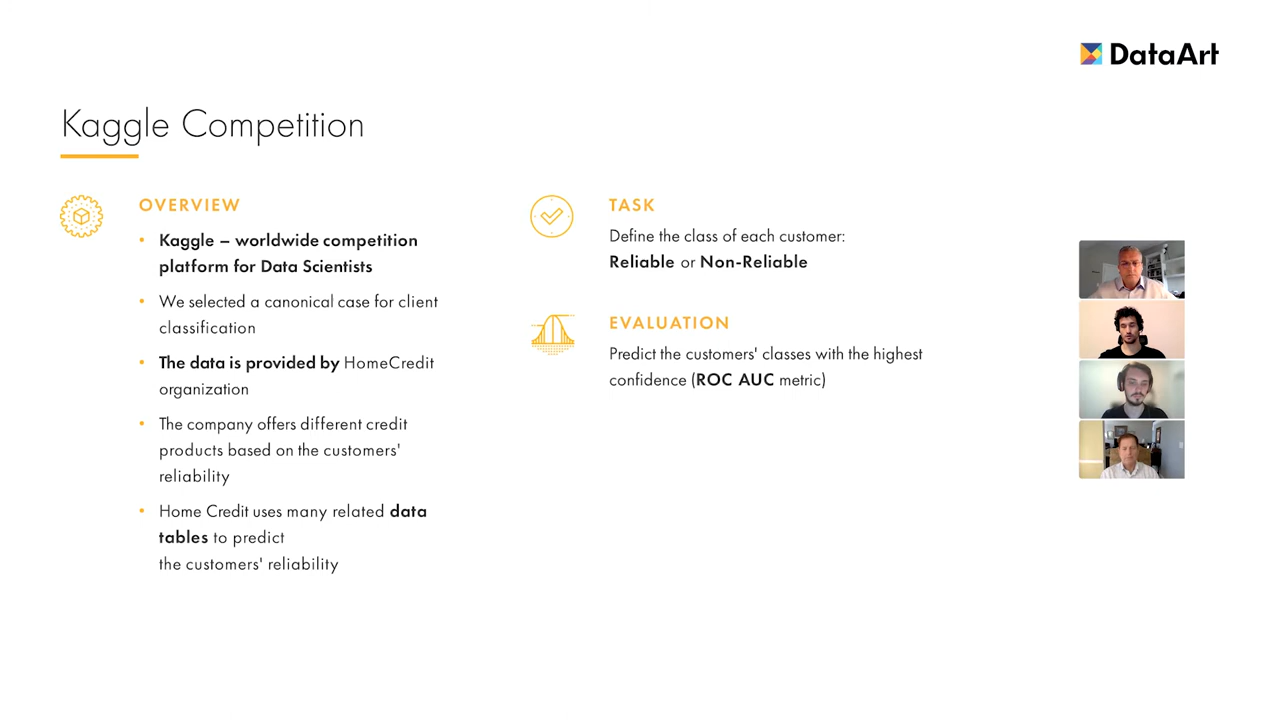 DataArt
Kaggle Competition
OVERVIEW
• Kaggle – worldwide competition
platform for Data Scientists
• We selected a canonical case for client
classification
• The data is provided by HomeCredit
organization
• The company offers different credit
products based on the customers'
reliability
• Home Credit uses many related data
tables to predict
the customers' reliability
TASK
Define the class of each customer:
Reliable or Non-Reliable
EVALUATION
Predict the customers' classes with the highest
confidence (ROC AUC metric)